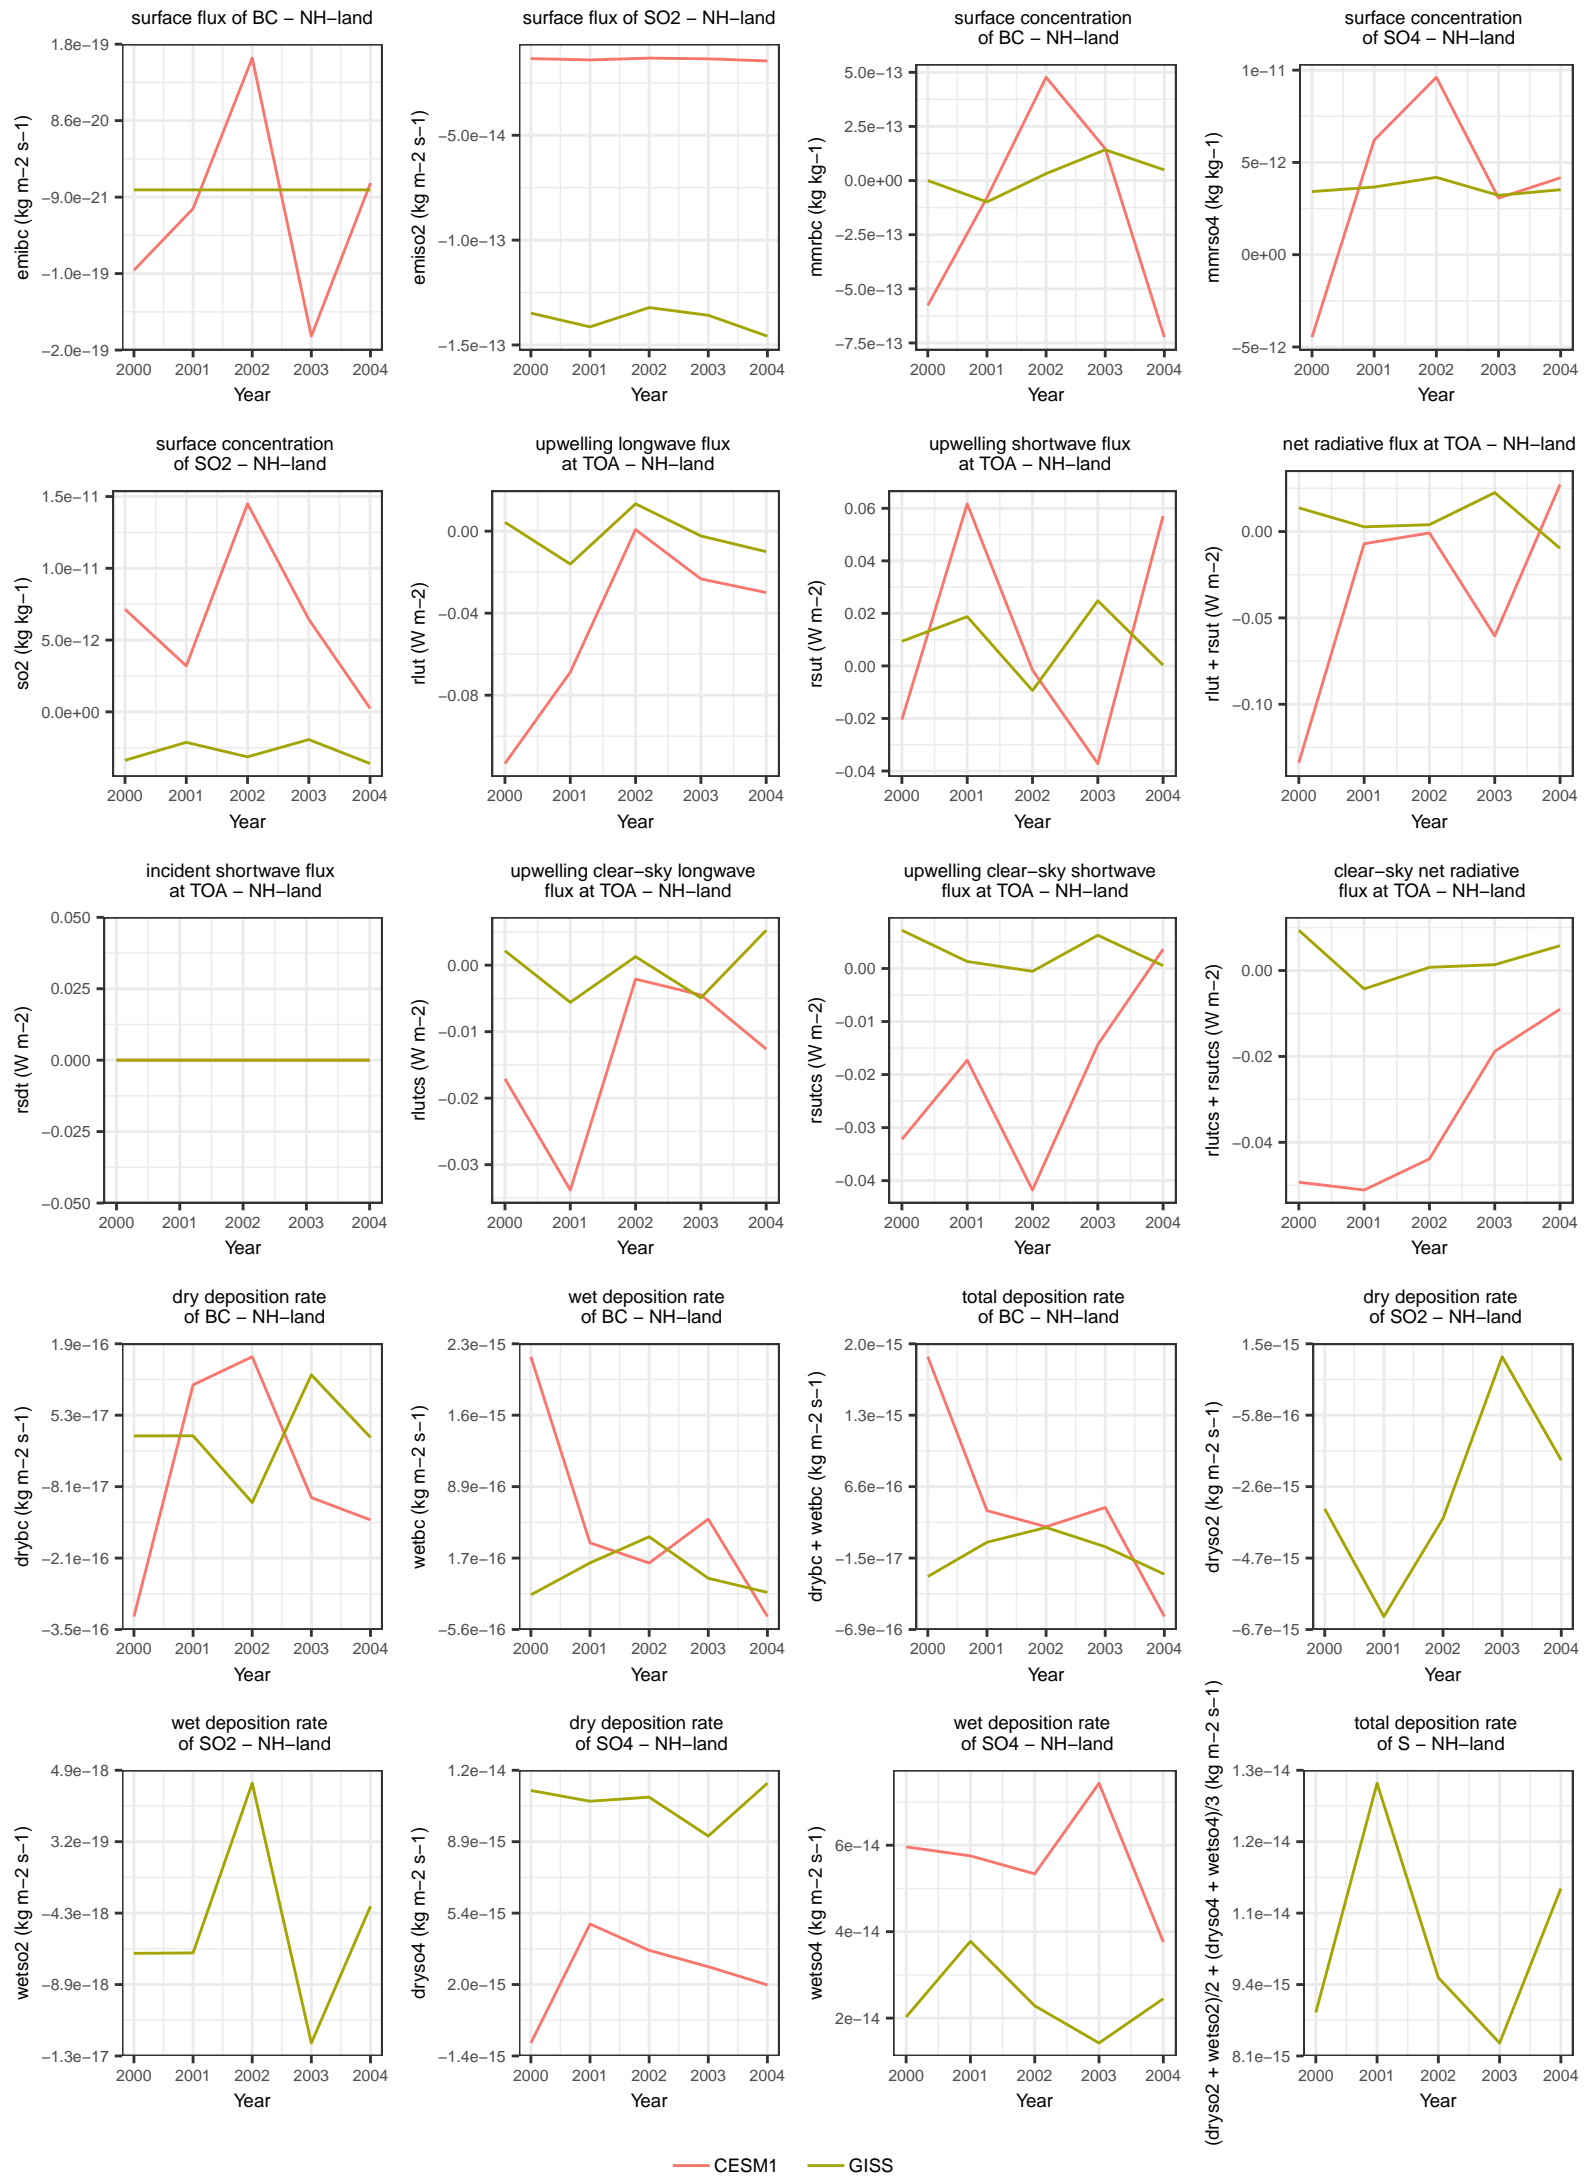 surface flux of BC − NH−land
emibc (kg m−2 s−1)
1.8e−19
8.6e−20
−9.0e−21
−1.0e−19
−2.0e−19
2000 2001 2002 2003 2004
Year
surface flux of SO2 − NH−land
emiso2 (kg m−2 s−1)
−5.0e−14
−1.0e−13
−1.5e−13
2000 2001 2002 2003 2004
Year
surface concentration
of BC − NH−land
mmrbc (kg kg−1)
5.0e−13
2.5e−13
0.0e+00
−2.5e−13
−5.0e−13
−7.5e−13
2000 2001 2002 2003 2004
Year
surface concentration
of SO4 − NH−land
mmrso4 (kg kg−1)
1e−11
5e−12
0e+00
−5e−12
2000 2001 2002 2003 2004
Year
surface concentration
of SO2 − NH−land
so2 (kg kg−1)
1.5e−11
1.0e−11
5.0e−12
0.0e+00
2000 2001 2002 2003 2004
Year
upwelling longwave flux
at TOA − NH−land
rlut (W m−2)
0.00
−0.04
−0.08
2000 2001 2002 2003 2004
Year
upwelling shortwave flux
at TOA − NH−land
rsut (W m−2)
0.06
0.04
0.02
0.00
−0.02
−0.04
2000 2001 2002 2003 2004
Year
net radiative flux at TOA − NH−land
rlut + rsut (W m−2)
0.00
−0.05
−0.10
2000 2001 2002 2003 2004
Year
incident shortwave flux
at TOA − NH−land
rsdt (W m−2)
0.050
0.025
0.000
−0.025
−0.050
2000 2001 2002 2003 2004
Year
upwelling clear−sky longwave
flux at TOA − NH−land
rlutcs (W m−2)
0.00
−0.01
−0.02
−0.03
2000 2001 2002 2003 2004
Year
upwelling clear−sky shortwave
flux at TOA − NH−land
rsutcs (W m−2)
0.00
−0.01
−0.02
−0.03
−0.04
2000 2001 2002 2003 2004
Year
clear−sky net radiative
flux at TOA − NH−land
rlutcs + rsutcs (W m−2)
0.00
−0.02
−0.04
2000 2001 2002 2003 2004
Year
dry deposition rate
of BC − NH−land
drybc (kg m−2 s−1)
1.9e−16
5.3e−17
−8.1e−17
−2.1e−16
−3.5e−16
2000 2001 2002 2003 2004
Year
wet deposition rate
of BC − NH−land
wetbc (kg m−2 s−1)
2.3e−15
1.6e−15
8.9e−16
1.7e−16
−5.6e−16
2000 2001 2002 2003 2004
Year
total deposition rate
of BC − NH−land
drybc + wetbc (kg m−2 s−1)
2.0e−15
1.3e−15
6.6e−16
−1.5e−17
−6.9e−16
2000 2001 2002 2003 2004
Year
dry deposition rate
of SO2 − NH−land
dryso2 (kg m−2 s−1)
1.5e−15
−5.8e−16
−2.6e−15
−4.7e−15
−6.7e−15
2000 2001 2002 2003 2004
Year
wet deposition rate
of SO2 − NH−land
wetso2 (kg m−2 s−1)
4.9e−18
3.2e−19
−4.3e−18
−8.9e−18
−1.3e−17
2000 2001 2002 2003 2004
Year
dry deposition rate
of SO4 − NH−land
dryso4 (kg m−2 s−1)
1.2e−14
8.9e−15
5.4e−15
2.0e−15
−1.4e−15
2000 2001 2002 2003 2004
Year
wet deposition rate
of SO4 − NH−land
wetso4 (kg m−2 s−1)
6e−14
4e−14
2e−14
2000 2001 2002 2003 2004
Year
total deposition rate
of S − NH−land
(dryso2 + wetso2)/2 + (dryso4 + wetso4)/3 (kg m−2 s−1)
1.3e−14
1.2e−14
1.1e−14
9.4e−15
8.1e−15
2000 2001 2002 2003 2004
Year
CESM1 GISS